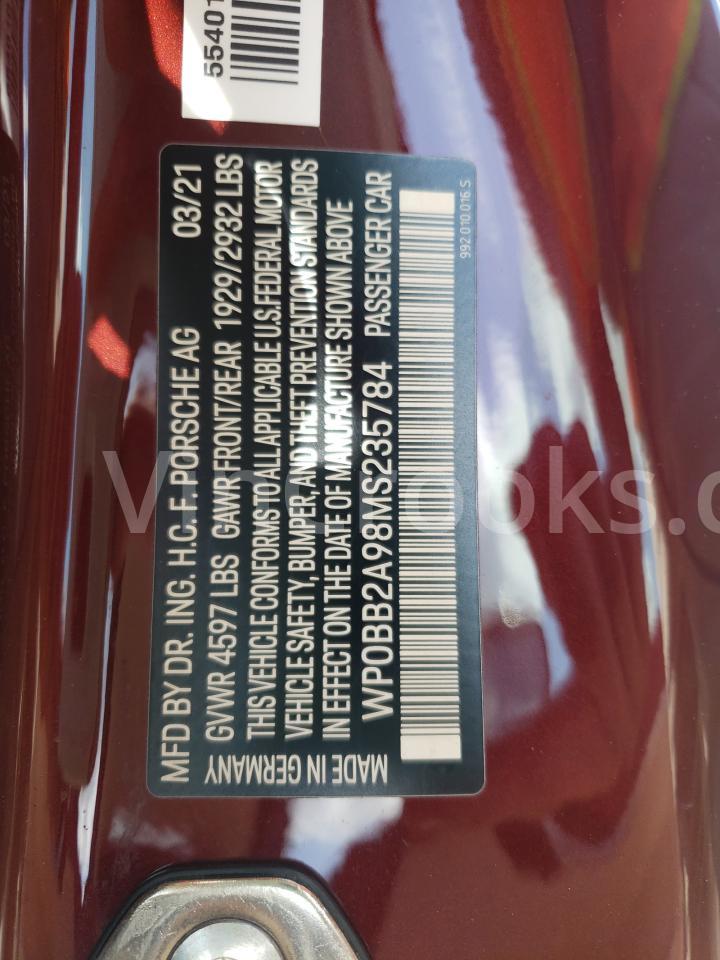 55401
MFD BY DR. ING. H.C. F. PORSCHE AG 03/21
GVWR 4597 LBS GAWR FRONT/REAR 1929/2932 LBS
THIS VEHICLE CONFORMS TO ALL APPLICABLE U.S. FEDERAL MOTOR
VEHICLE SAFETY, BUMPER, AND THEFT PREVENTION STANDARDS
IN EFFECT ON THE DATE OF MANUFACTURE SHOWN ABOVE
MADE IN GERMANY WP0BB2A98MS235784 PASSENGER CAR
992.010.016 S
VinCrooks.c